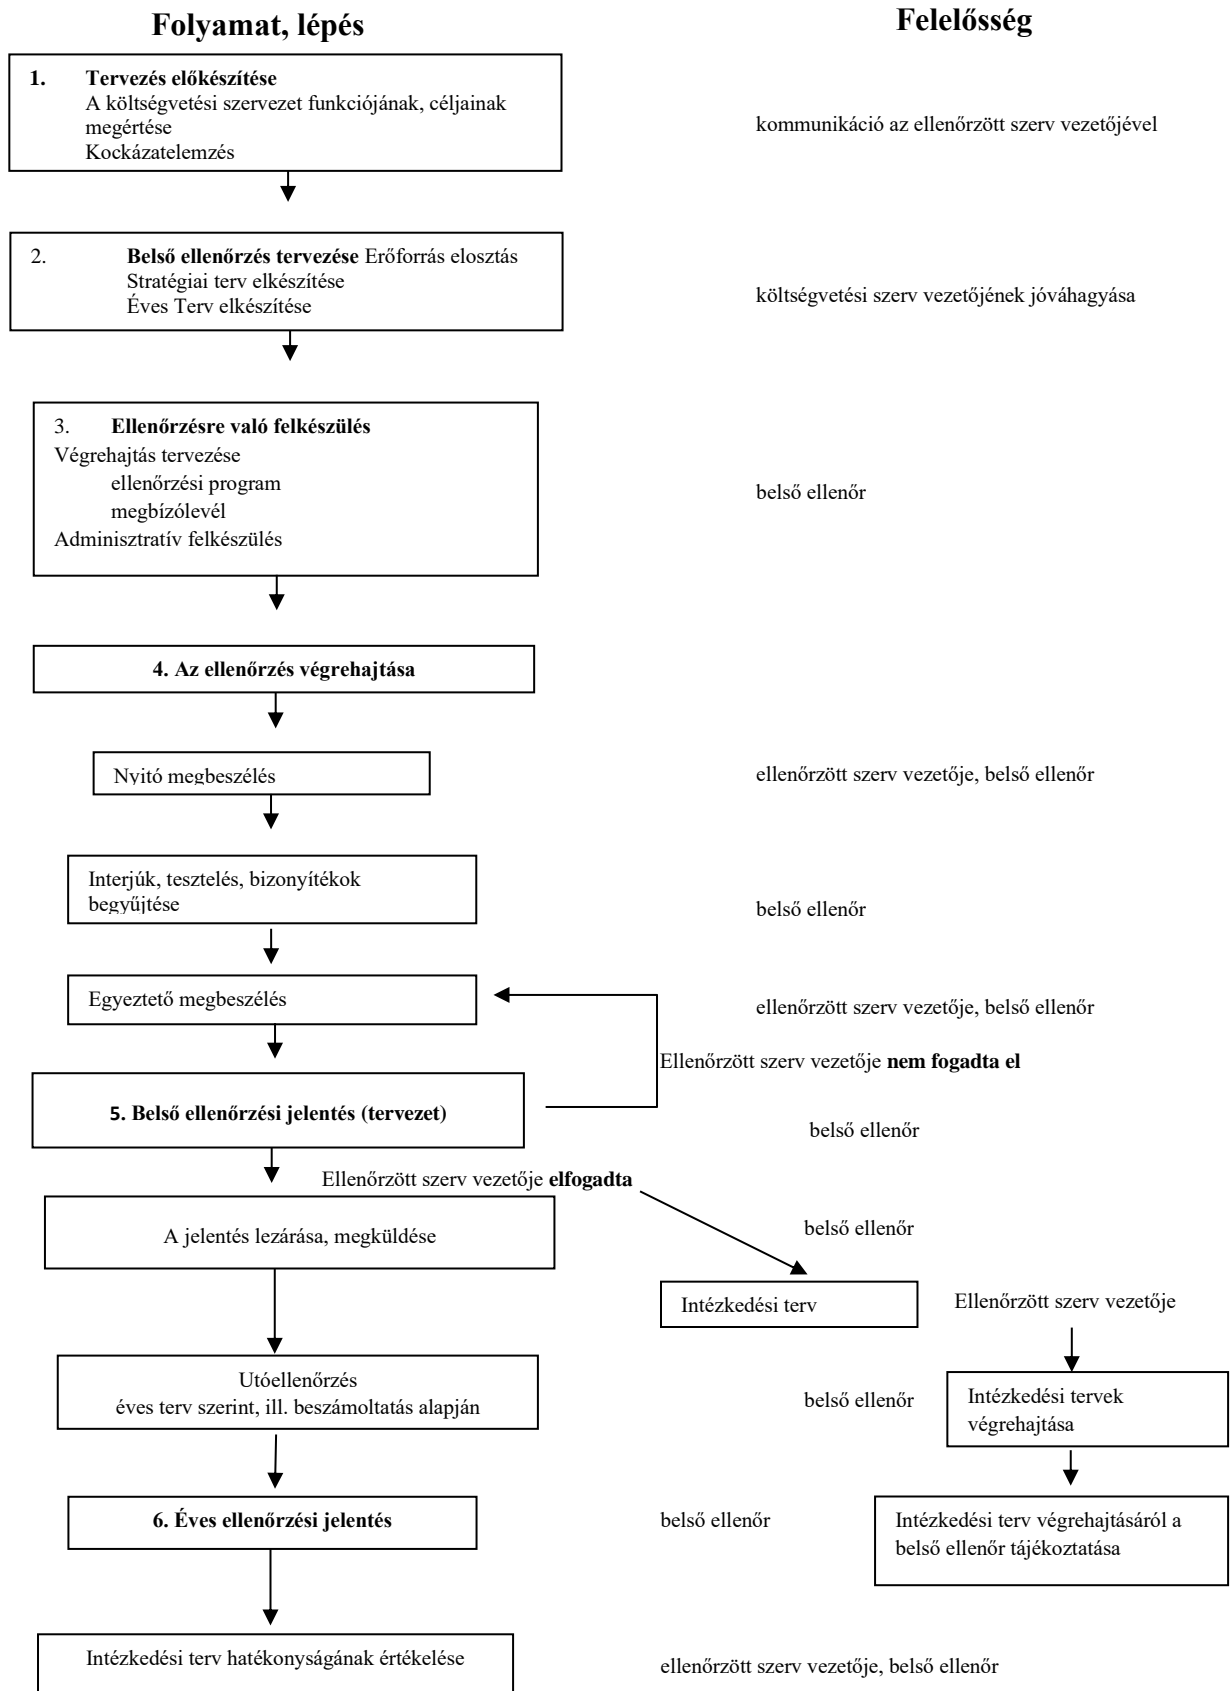 Folyamat, lépés
Felelősség
1. Tervezés előkészítése
A költségvetési szervezet funkciójának, céljainak
megértése
Kockázatelemzés
kommunikáció az ellenőrzött szerv vezetőjével
2. Belső ellenőrzés tervezése Erőforrás elosztás
Stratégiai terv elkészítése
Éves Terv elkészítése
költségvetési szerv vezetőjének jóváhagyása
3. Ellenőrzésre való felkészülés
Végrehajtás tervezése
ellenőrzési program
megbízólevél
Adminisztratív felkészülés
belső ellenőr
4. Az ellenőrzés végrehajtása
Nyitó megbeszélés
ellenőrzött szerv vezetője, belső ellenőr
Interjúk, tesztelés, bizonyítékok
begyűjtése
belső ellenőr
Egyeztető megbeszélés
ellenőrzött szerv vezetője, belső ellenőr
Ellenőrzött szerv vezetője nem fogadta el
5. Belső ellenőrzési jelentés (tervezet)
belső ellenőr
Ellenőrzött szerv vezetője elfogadta
A jelentés lezárása, megküldése
belső ellenőr
Intézkedési terv
Ellenőrzött szerv vezetője
Utóellenőrzés
éves terv szerint, ill. beszámoltatás alapján
belső ellenőr
Intézkedési tervek
végrehajtása
6. Éves ellenőrzési jelentés
belső ellenőr
Intézkedési terv végrehajtásáról a
belső ellenőr tájékoztatása
Intézkedési terv hatékonyságának értékelése
ellenőrzött szerv vezetője, belső ellenőr